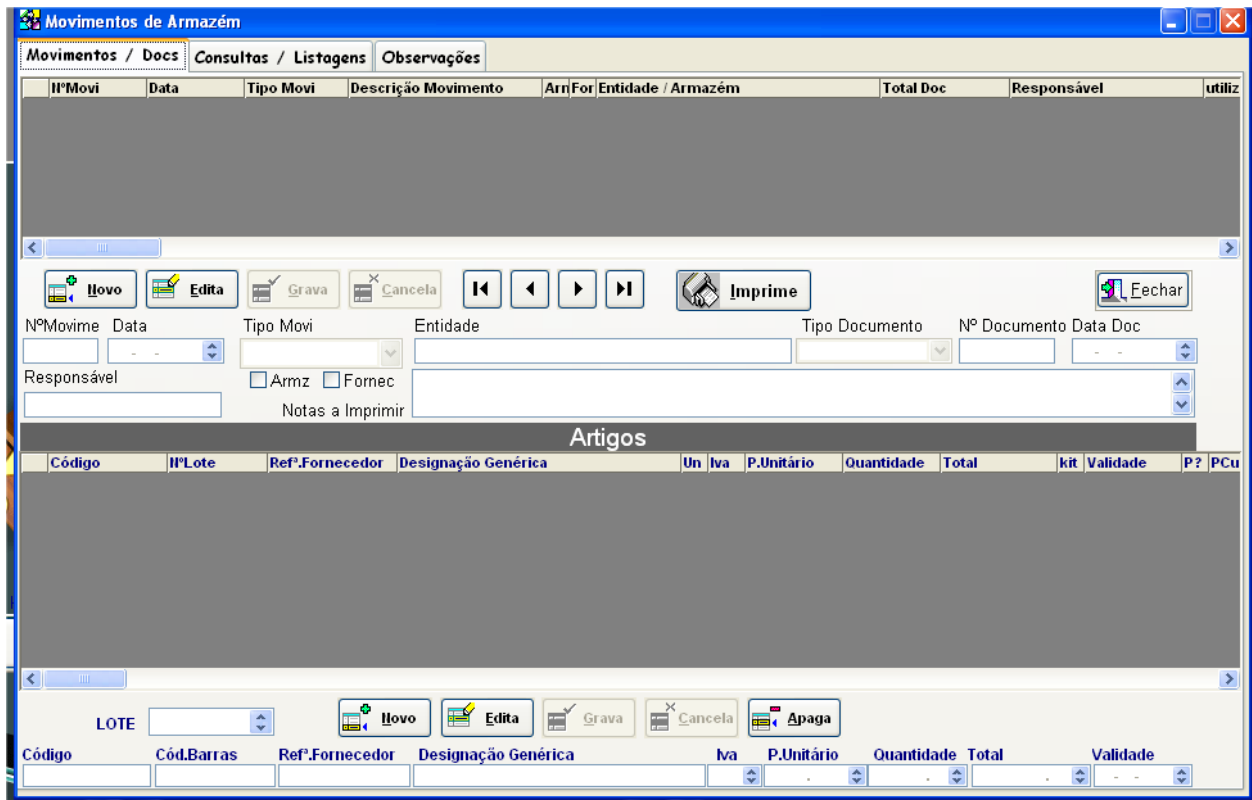 Movimentos de Armazém
Movimentos / Docs Consultas / Listagens Observações
NºMovi Data Tipo Movi Descrição Movimento Arn For Entidade / Armazém Total Doc Responsável utiliz
Novo Edita Grava Cancela Imprime Fechar
NºMovime Data Tipo Movi Entidade Tipo Documento Nº Documento Data Doc
Responsável Armz Fornec
Notas a Imprimir
Artigos
Código NºLote Refª.Fornecedor Designação Genérica Un Iva P.Unitário Quantidade Total kit Validade P? PCu
LOTE Novo Edita Grava Cancela Apaga
Código Cód.Barras Refª.Fornecedor Designação Genérica Iva P.Unitário Quantidade Total Validade